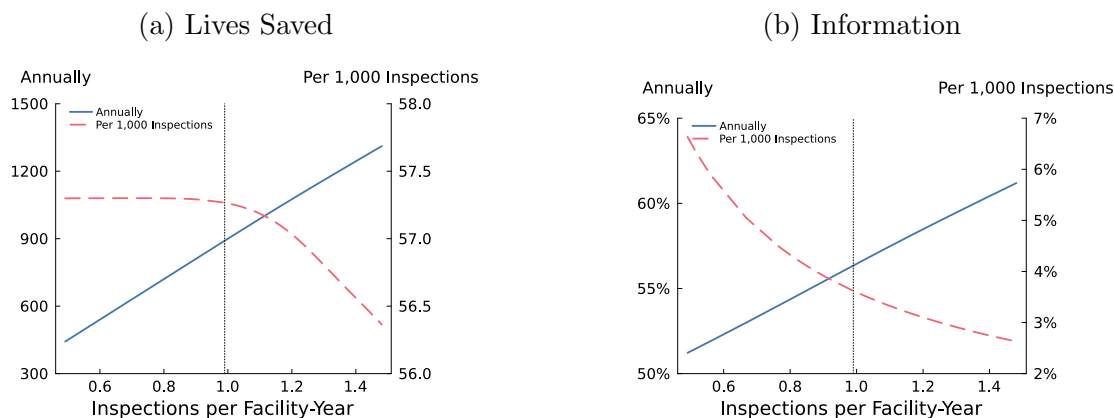 (a) Lives Saved
Annually
Per 1,000 Inspections
1500
1200
900
600
300
58.0
57.5
57.0
56.5
56.0
Annually
Per 1,000 Inspections
0.6 0.8 1.0 1.2 1.4
Inspections per Facility-Year
(b) Information
Annually
Per 1,000 Inspections
65%
60%
55%
50%
7%
6%
5%
4%
3%
2%
Annually
Per 1,000 Inspections
0.6 0.8 1.0 1.2 1.4
Inspections per Facility-Year